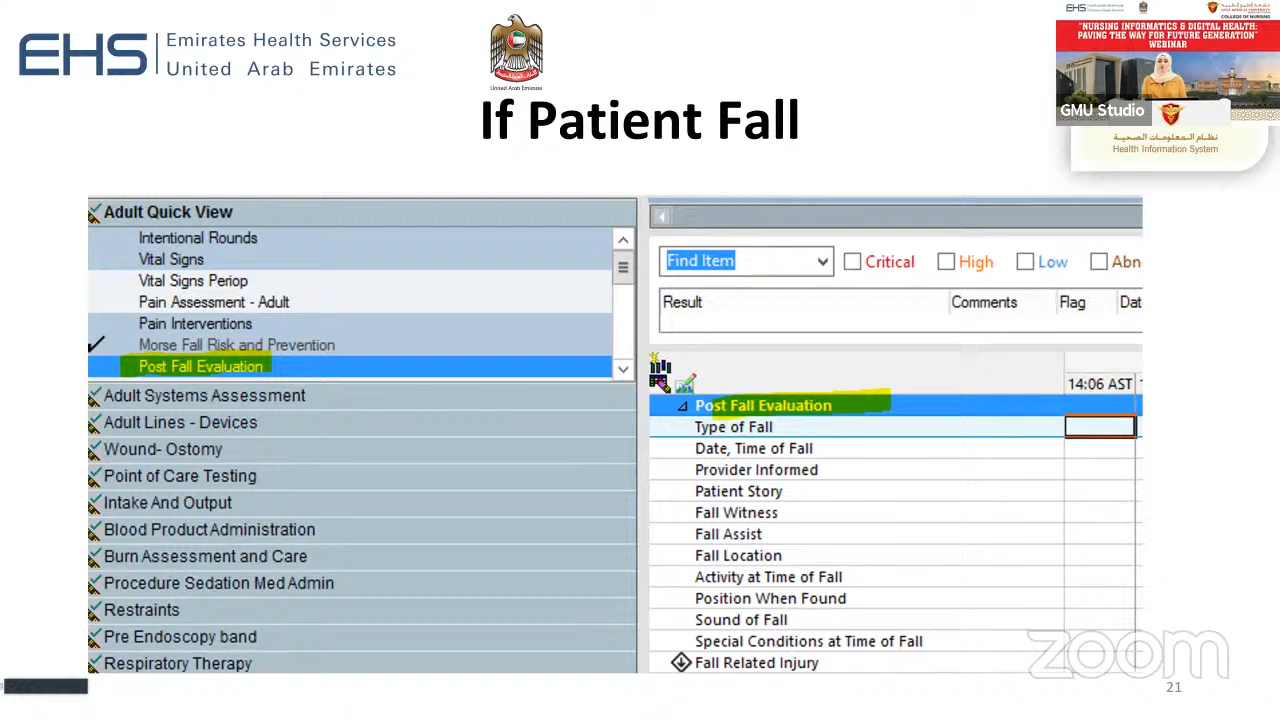 EHS
Emirates Health Services
United Arab Emirates
United Arab Emirates
COLLEGE OF NURSING
"NURSING INFORMATICS & DIGITAL HEALTH:
PAVING THE WAY FOR FUTURE GENERATION"
WEBINAR
GMU Studio
نظام المعلومات الصحية
Health Information System
If Patient Fall
Adult Quick View
Intentional Rounds
Vital Signs
Vital Signs Periop
Pain Assessment - Adult
Pain Interventions
Morse Fall Risk and Prevention
Post Fall Evaluation
Adult Systems Assessment
Adult Lines - Devices
Wound- Ostomy
Point of Care Testing
Intake And Output
Blood Product Administration
Burn Assessment and Care
Procedure Sedation Med Admin
Restraints
Pre Endoscopy band
Respiratory Therapy
Find Item
Critical
High
Low
Abn
Result
Comments
Flag
Dat
14:06 AST
Post Fall Evaluation
Type of Fall
Date, Time of Fall
Provider Informed
Patient Story
Fall Witness
Fall Assist
Fall Location
Activity at Time of Fall
Position When Found
Sound of Fall
Special Conditions at Time of Fall
Fall Related Injury
zoom
21